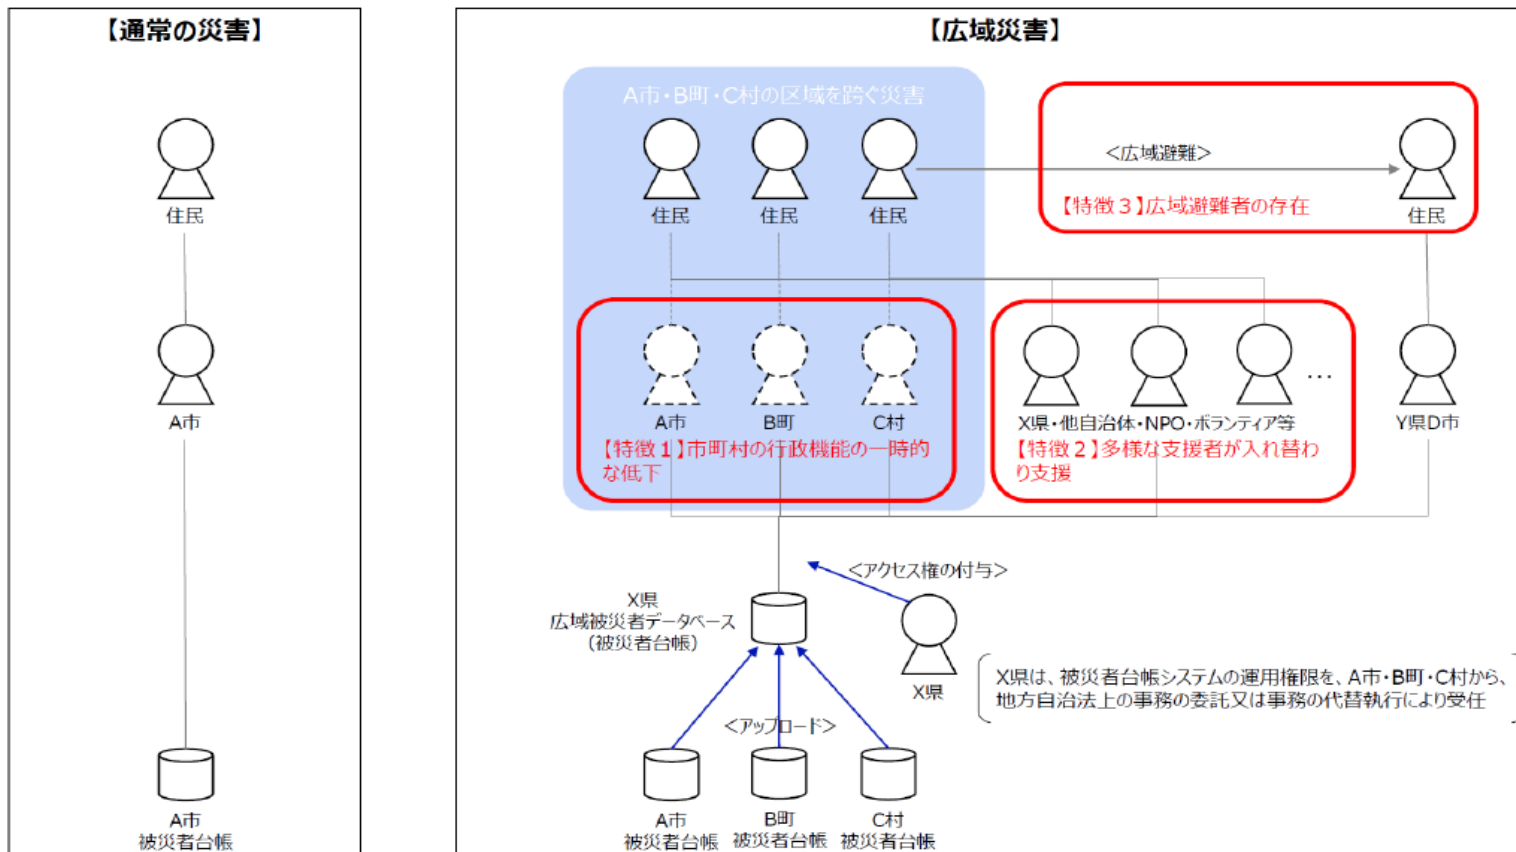 【通常の災害】
住民
A市
A市
被災者台帳
【広域災害】
A市・B町・C村の区域を跨ぐ災害
住民
住民
住民
<広域避難>
【特徴３】広域避難者の存在
住民
A市
B町
C村
【特徴１】市町村の行政機能の一時的
な低下
X県・他自治体・NPO・ボランティア等
…
【特徴２】多様な支援者が入れ替わ
り支援
Y県D市
<アクセス権の付与>
X県
広域被災者データベース
（被災者台帳）
X県
X県は、被災者台帳システムの運用権限を、A市・B町・C村から、
地方自治法上の事務の委託又は事務の代替執行により受任
<アップロード>
A市
被災者台帳
B町
被災者台帳
C村
被災者台帳